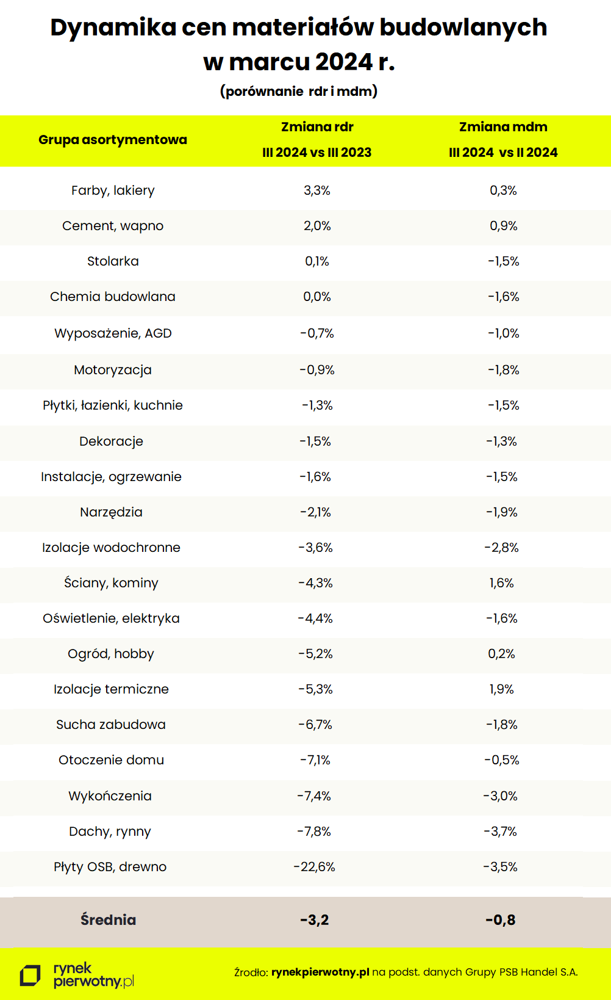 Dynamika cen materiałów budowlanych
w marcu 2024 r.
(porównanie rdr i mdm)
Grupa asortymentowa
Zmiana rdr
III 2024 vs III 2023
Zmiana mdm
III 2024 vs II 2024
Farby, lakiery 3,3% 0,3%
Cement, wapno 2,0% 0,9%
Stolarka 0,1% -1,5%
Chemia budowlana 0,0% -1,6%
Wyposażenie, AGD -0,7% -1,0%
Motoryzacja -0,9% -1,8%
Płytki, łazienki, kuchnie -1,3% -1,5%
Dekoracje -1,5% -1,3%
Instalacje, ogrzewanie -1,6% -1,5%
Narzędzia -2,1% -1,9%
Izolacje wodochronne -3,6% -2,8%
Ściany, kominy -4,3% 1,6%
Oświetlenie, elektryka -4,4% -1,6%
Ogród, hobby -5,2% 0,2%
Izolacje termiczne -5,3% 1,9%
Sucha zabudowa -6,7% -1,8%
Otoczenie domu -7,1% -0,5%
Wykończenia -7,4% -3,0%
Dachy, rynny -7,8% -3,7%
Płyty OSB, drewno -22,6% -3,5%
Średnia -3,2 -0,8
rynek
pierwotny.pl
Źrodło: rynekpierwotny.pl na podst. danych Grupy PSB Handel S.A.